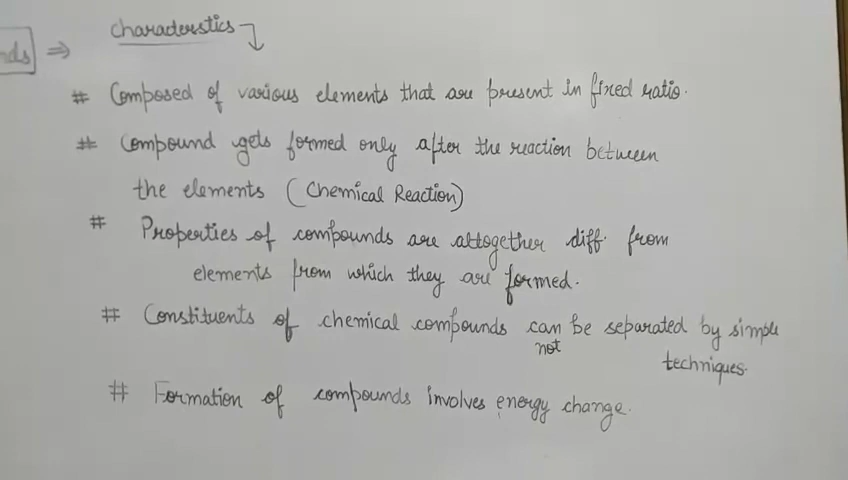 nds] ⇒ characterstics
# Composed of various elements that are present in fixed ratio.
# Compound gets formed only after the reaction between
the elements (Chemical Reaction)
# Properties of compounds are altogether diff. from
elements from which they are formed.
# Constituents of chemical compounds can be separated by simple
not
techniques.
# Formation of compounds involves energy change.